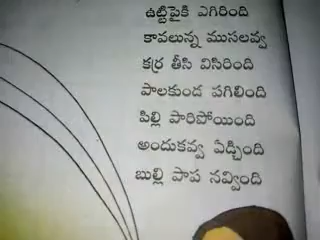 ఉట్టిపైకి ఎగిరింది
కావలున్న ముసలవ్వ
కర్ర తీసి విసిరింది
పాలకుండ పగిలింది
పిల్లి పారిపోయింది
అందుకవ్వ ఏడ్చింది
బుల్లి పాప నవ్వింది